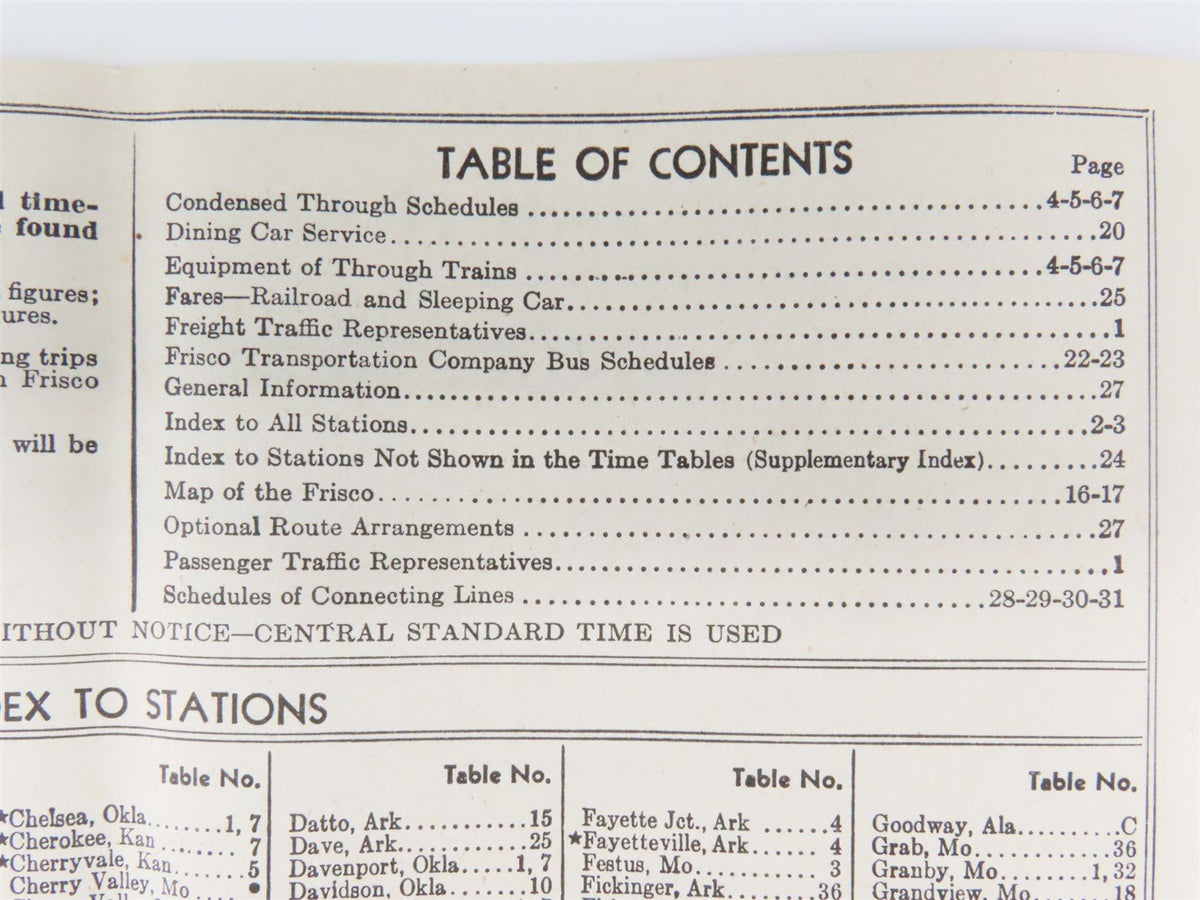 time-
found
figures;
ures.
ng trips
Frisco
will be
TABLE OF CONTENTS
Page
Condensed Through Schedules ........ 4-5-6-7
Dining Car Service ........ 20
Equipment of Through Trains ........ 4-5-6-7
Fares—Railroad and Sleeping Car ........ 25
Freight Traffic Representatives ........ 1
Frisco Transportation Company Bus Schedules ........ 22-23
General Information ........ 27
Index to All Stations ........ 2-3
Index to Stations Not Shown in the Time Tables (Supplementary Index) ........ 24
Map of the Frisco ........ 16-17
Optional Route Arrangements ........ 27
Passenger Traffic Representatives ........ 1
Schedules of Connecting Lines ........ 28-29-30-31
ITHOUT NOTICE—CENTRAL STANDARD TIME IS USED
EX TO STATIONS
Table No.
★Chelsea, Okla ........ 1, 7
★Cherokee, Kan ........ 7
★Cherryvale, Kan ........ 5
Cherry Valley, Mo ●
Table No.
Datto, Ark ........ 15
Dave, Ark ........ 25
Davenport, Okla ........ 1, 7
Davidson, Okla ........ 10
Table No.
Fayette Jct., Ark ........ 4
★Fayetteville, Ark ........ 4
Festus, Mo ........ 3
Fickinger, Ark ........ 36
Table No.
Goodway, Ala ........ C
Grab, Mo ........ 36
Granby, Mo ........ 1, 32
Grandview, Mo ........ 18